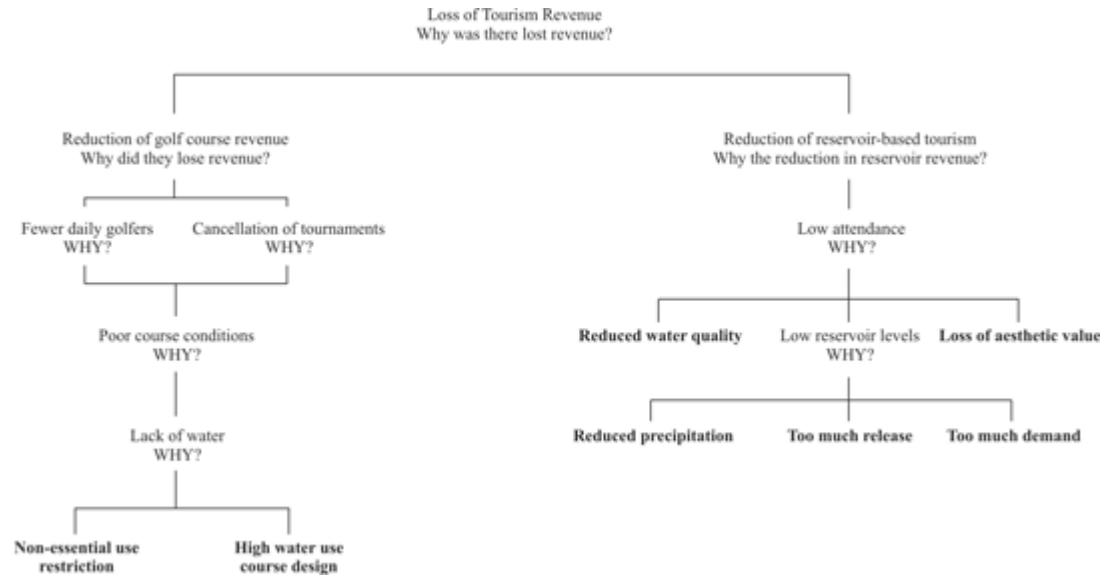 Loss of Tourism Revenue
Why was there lost revenue?
Reduction of golf course revenue
Why did they lose revenue?
Reduction of reservoir-based tourism
Why the reduction in reservoir revenue?
Fewer daily golfers
WHY?
Cancellation of tournaments
WHY?
Low attendance
WHY?
Poor course conditions
WHY?
Reduced water quality
Low reservoir levels
WHY?
Loss of aesthetic value
Lack of water
WHY?
Reduced precipitation
Too much release
Too much demand
Non-essential use
restriction
High water use
course design